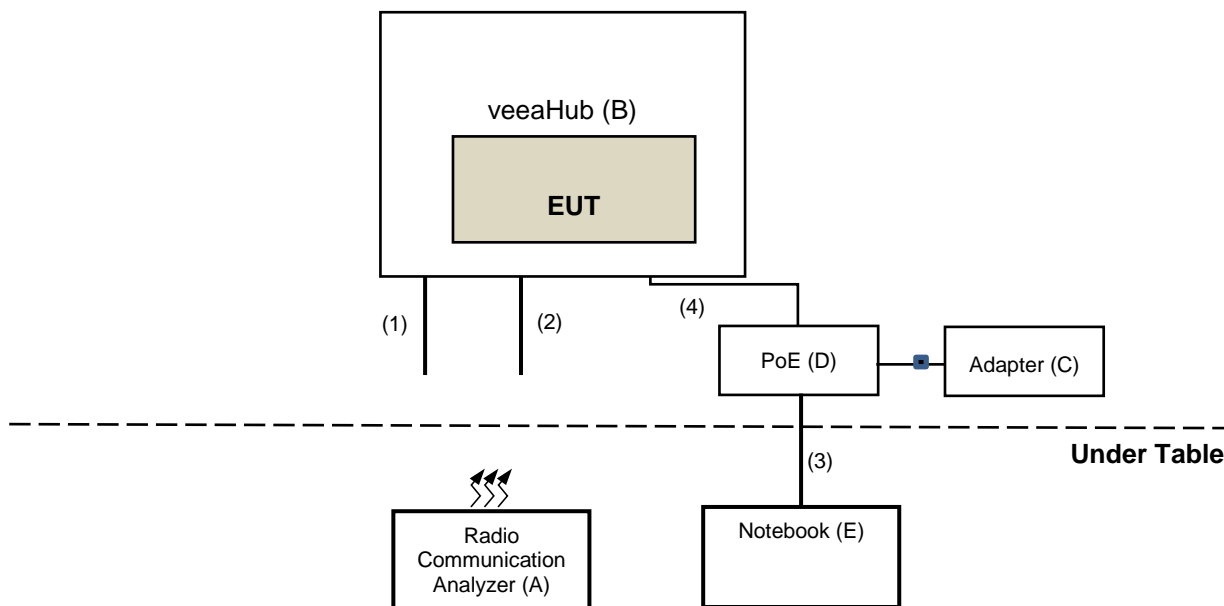 veeaHub (B)
EUT
(1)
(2)
(4)
PoE (D)
Adapter (C)
Under Table
(3)
Radio
Communication
Analyzer (A)
Notebook (E)